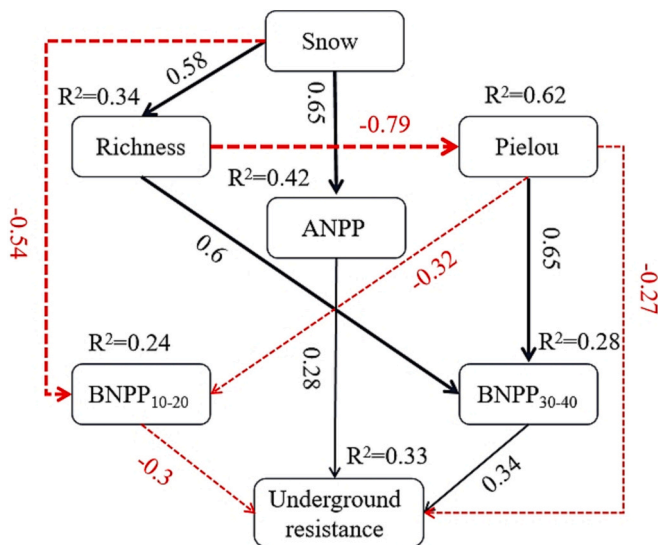 Snow
0.58
R²=0.34
0.65
R²=0.62
Richness
-0.79
Pielou
R²=0.42
ANPP
-0.54
0.6
-0.32
0.65
-0.27
R²=0.24
0.28
R²=0.28
BNPP₁₀₋₂₀
BNPP₃₀₋₄₀
-0.3
R²=0.33
0.34
Underground
resistance